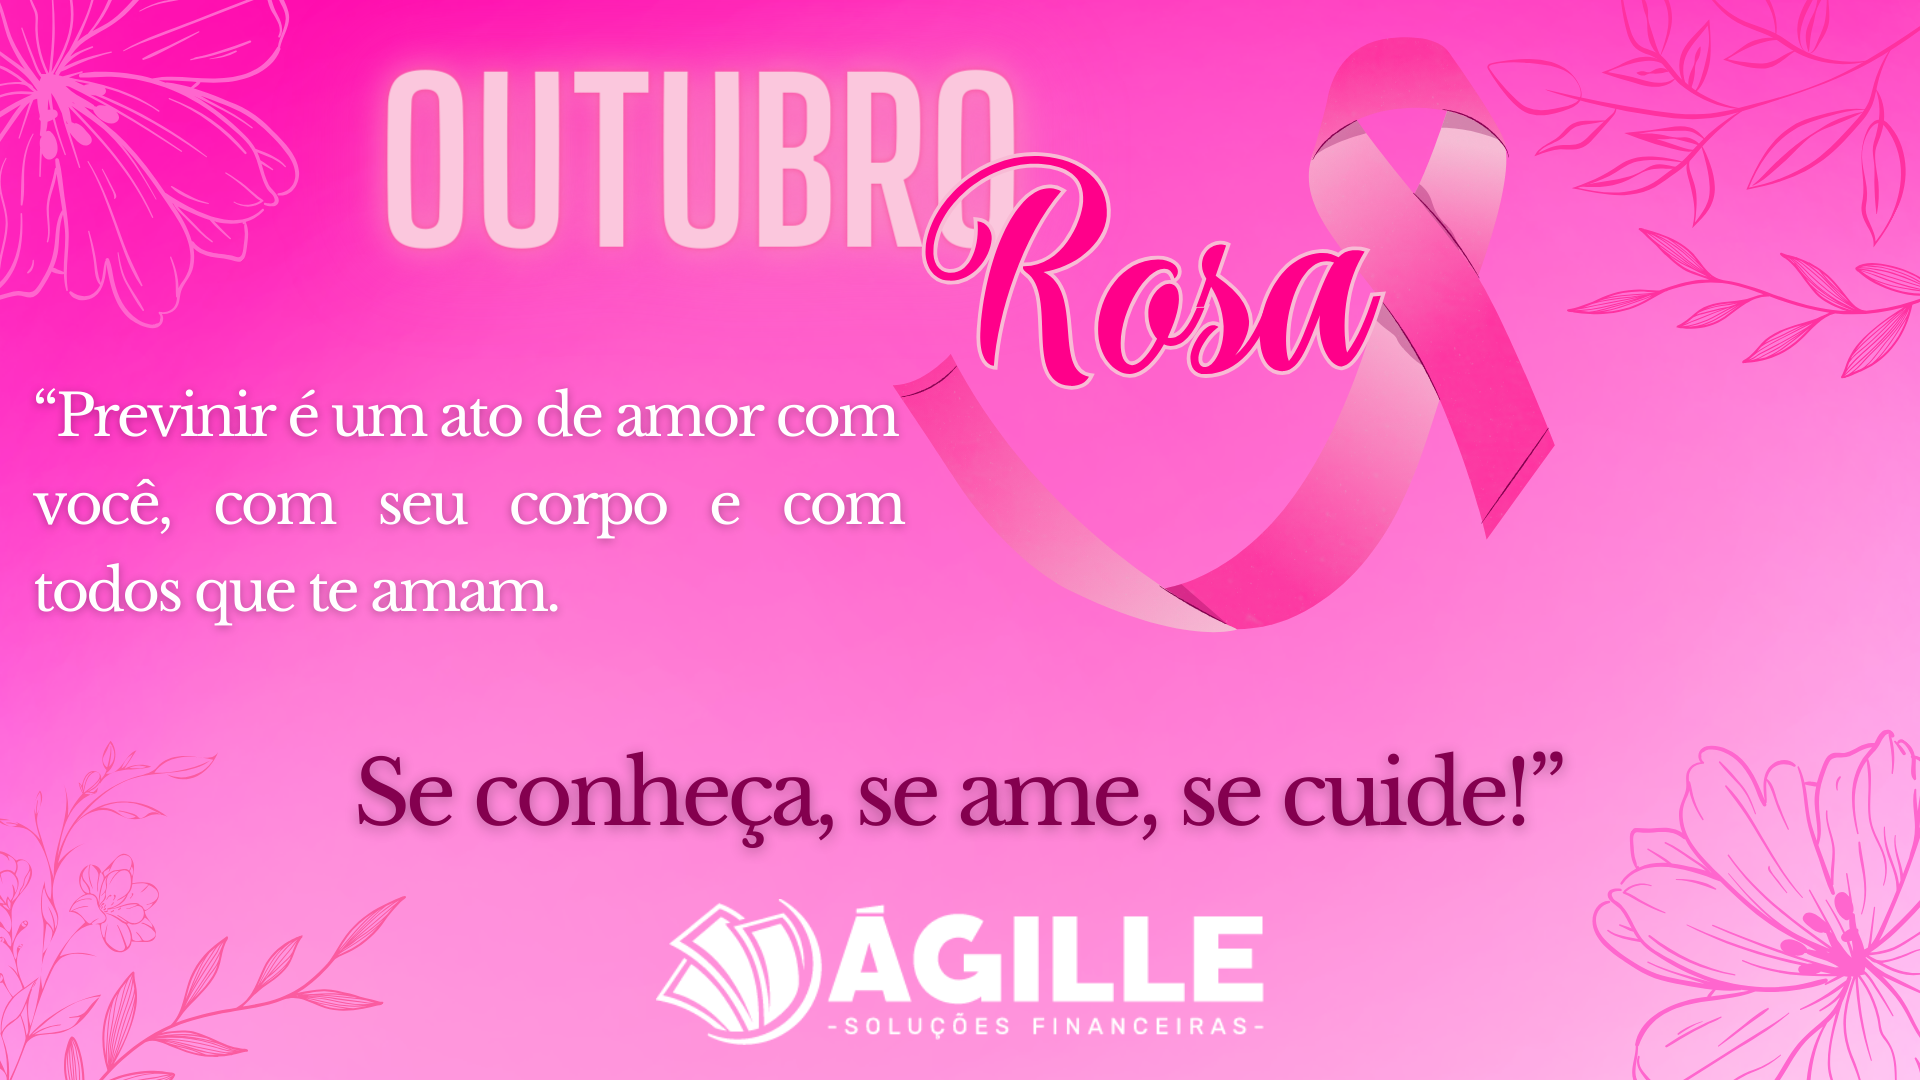 OUTUBRO
Rosa
“Previnir é um ato de amor com
você, com seu corpo e com
todos que te amam.
Se conheça, se ame, se cuide!”
ÁGILLE
-SOLUÇÕES FINANCEIRAS-